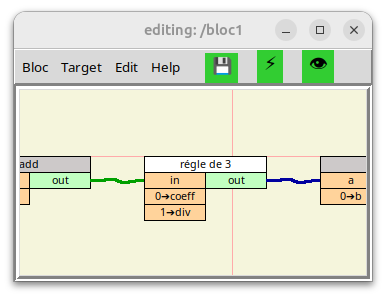 editing: /bloc1
Bloc Target Edit Help
add
out
régle de 3
in out
0➔coeff
1➔div
a
0➔b